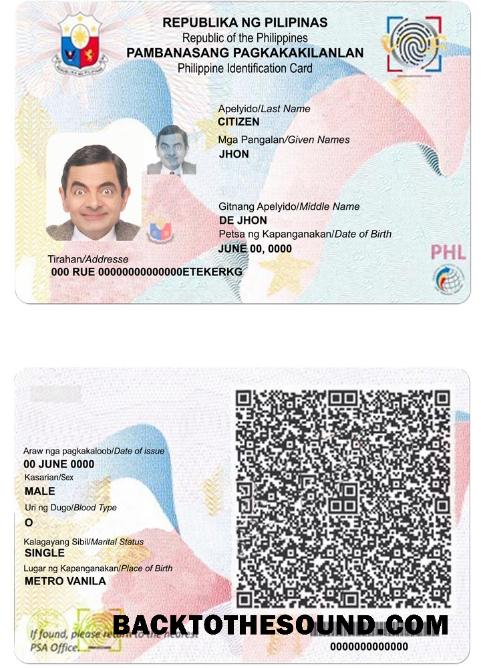 REPUBLIKA NG PILIPINAS
Republic of the Philippines
PAMBANASANG PAGKAKAKILANLAN
Philippine Identification Card
Apelyido/Last Name
CITIZEN
Mga Pangalan/Given Names
JHON
Gitnang Apelyido/Middle Name
DE JHON
Petsa ng Kapanganakan/Date of Birth
JUNE 00, 0000
Tirahan/Addresse
000 RUE 00000000000000ETEKERKG
PHL
Araw nga pagkakaloob/Date of issue
00 JUNE 0000
Kasarian/Sex
MALE
Uri ng Dugo/Blood Type
O
Kalagayang Sibil/Marital Status
SINGLE
Lugar ng Kapanganakan/Place of Birth
METRO VANILA
BACKTOTHESOUND.COM
If found, please return to the nearest
PSA Office.
0000000000000